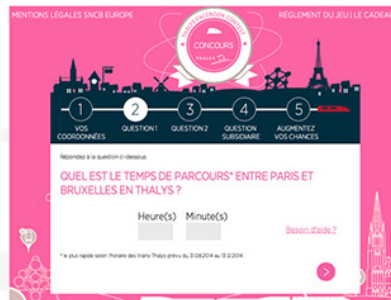 MENTIONS LÉGALES SNCB EUROPE
RÈGLEMENT DU JEU | LE CADEAU
THALYS FACEBOOK CONTEST
CONCOURS
THALYS
1
2
3
4
5
VOS COORDONNÉES
QUESTION 1
QUESTION 2
QUESTION SUBSIDIAIRE
AUGMENTEZ VOS CHANCES
Répondez à la question ci-dessous:
QUEL EST LE TEMPS DE PARCOURS* ENTRE PARIS ET
BRUXELLES EN THALYS ?
Heure(s) Minute(s)
Besoin d'aide ?
* le plus rapide selon l'horaire des trains Thalys prévu du 31.08.2014 au 13.12.2014